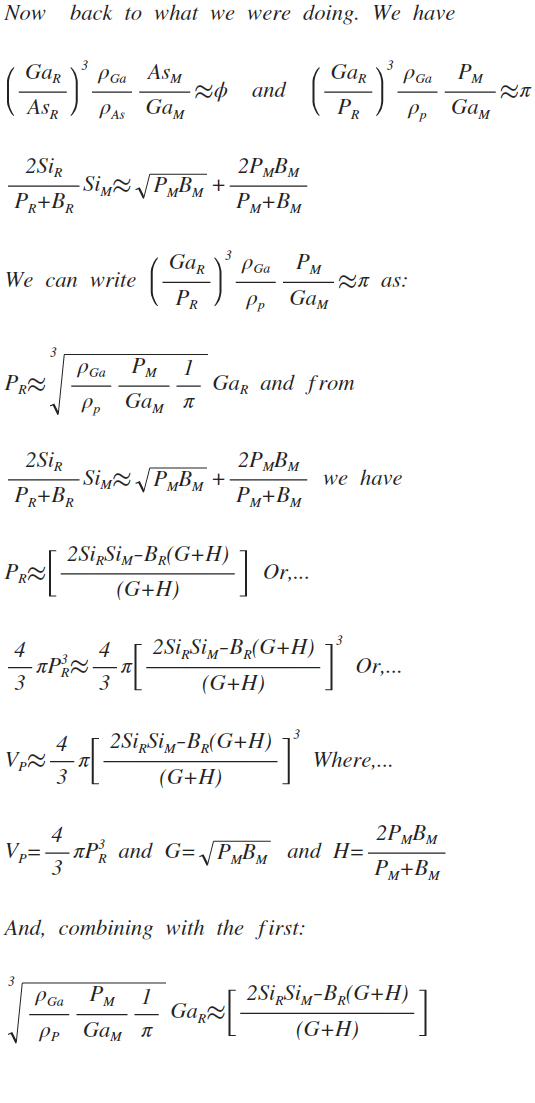 Now back to what we were doing. We have
(Ga_R/As_R)^3 ρ_Ga/ρ_As As_M/Ga_M ≈ϕ and (Ga_R/P_R)^3 ρ_Ga/ρ_p P_M/Ga_M ≈π
2Si_R/(P_R+B_R) Si_M≈√(P_M B_M) + 2P_M B_M/(P_M+B_M)
We can write (Ga_R/P_R)^3 ρ_Ga/ρ_p P_M/Ga_M ≈π as:
P_R≈∛(ρ_Ga/ρ_p P_M/Ga_M 1/π) Ga_R and from
2Si_R/(P_R+B_R) Si_M≈√(P_M B_M) + 2P_M B_M/(P_M+B_M) we have
P_R≈[(2Si_R Si_M−B_R(G+H))/(G+H)] Or,...
4/3 πP_R^3≈4/3 π[(2Si_R Si_M−B_R(G+H))/(G+H)]^3 Or,...
V_P≈4/3 π[(2Si_R Si_M−B_R(G+H))/(G+H)]^3 Where,...
V_P=4/3 πP_R^3 and G=√(P_M B_M) and H=2P_M B_M/(P_M+B_M)
And, combining with the first:
∛(ρ_Ga/ρ_P P_M/Ga_M 1/π) Ga_R≈[(2Si_R Si_M−B_R(G+H))/(G+H)]